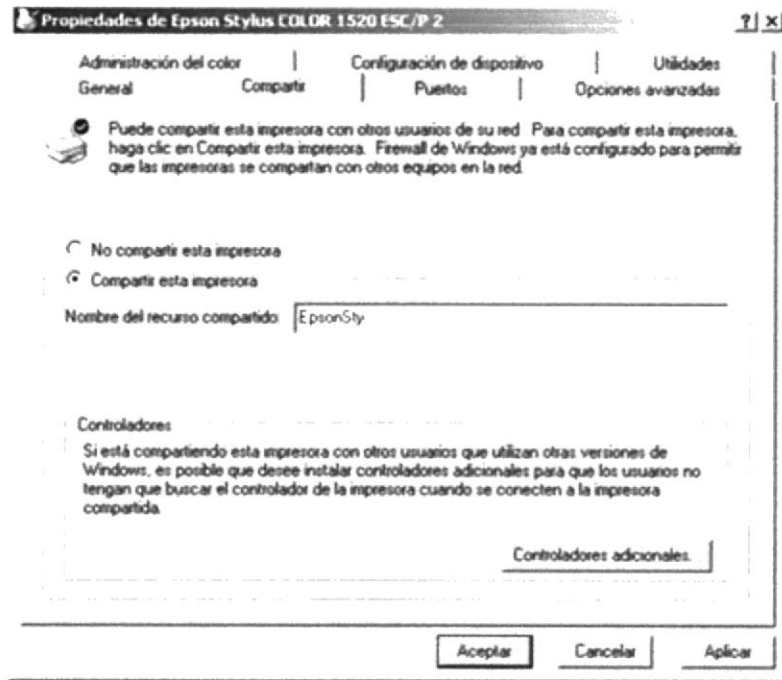 Propiedades de Epson Stylus COLOR 1520 ESC/P 2
Administración del color Configuración de dispositivo Utilidades
General Compartir Puertos Opciones avanzadas
Puede compartir esta impresora con otros usuarios de su red Para compartir esta impresora,
haga clic en Compartir esta impresora. Firewall de Windows ya está configurado para permitir
que las impresoras se compartan con otros equipos en la red.
No compartir esta impresora
Compartir esta impresora
Nombre del recurso compartido: EpsonSty
Controladores
Si está compartiendo esta impresora con otros usuarios que utilizan otras versiones de
Windows, es posible que desee instalar controladores adicionales para que los usuarios no
tengan que buscar el controlador de la impresora cuando se conecten a la impresora
compartida.
Controladores adicionales.
Aceptar Cancelar Aplicar